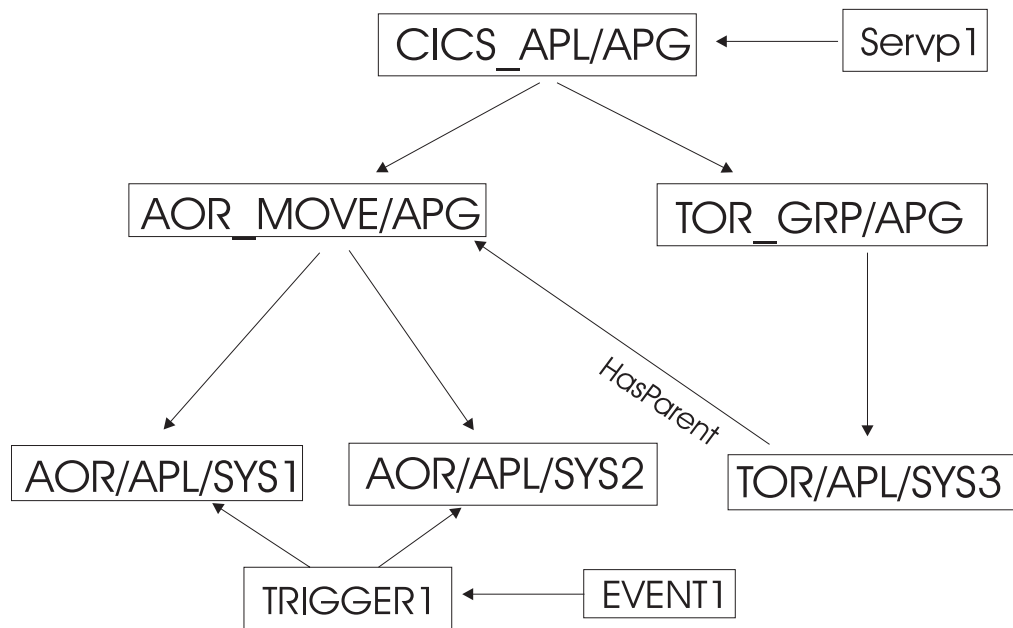 CICS_APL/APG
Servp1
AOR_MOVE/APG
TOR_GRP/APG
HasParent
AOR/APL/SYS1
AOR/APL/SYS2
TOR/APL/SYS3
TRIGGER1
EVENT1